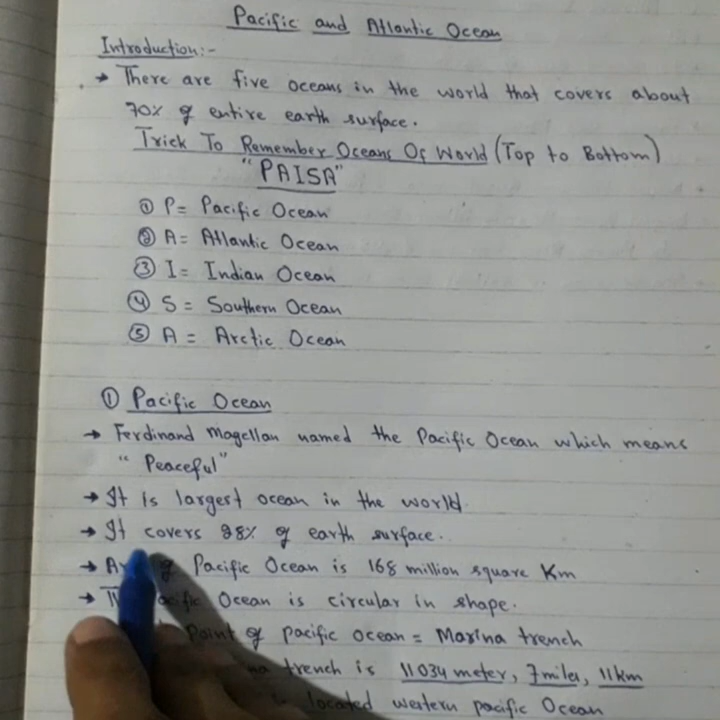 Pacific and Atlantic Ocean
Introduction:-
→ There are five oceans in the world that covers about
70% of entire earth surface.
Trick To Remember Oceans Of World (Top to Bottom)
"PAISA"
① P= Pacific Ocean
② A= Atlantic Ocean
③ I= Indian Ocean
④ S= Southern Ocean
⑤ A= Arctic Ocean
① Pacific Ocean
→ Ferdinand Magellan named the Pacific Ocean which means
"Peaceful"
→ It is largest ocean in the world.
→ It covers 28% of earth surface.
→ of Pacific Ocean is 168 million square Km
→ Pacific Ocean is circular in shape.
Point of pacific ocean = Marina trench
trench is 11034 meter, 7miles, 11km
located western pacific Ocean